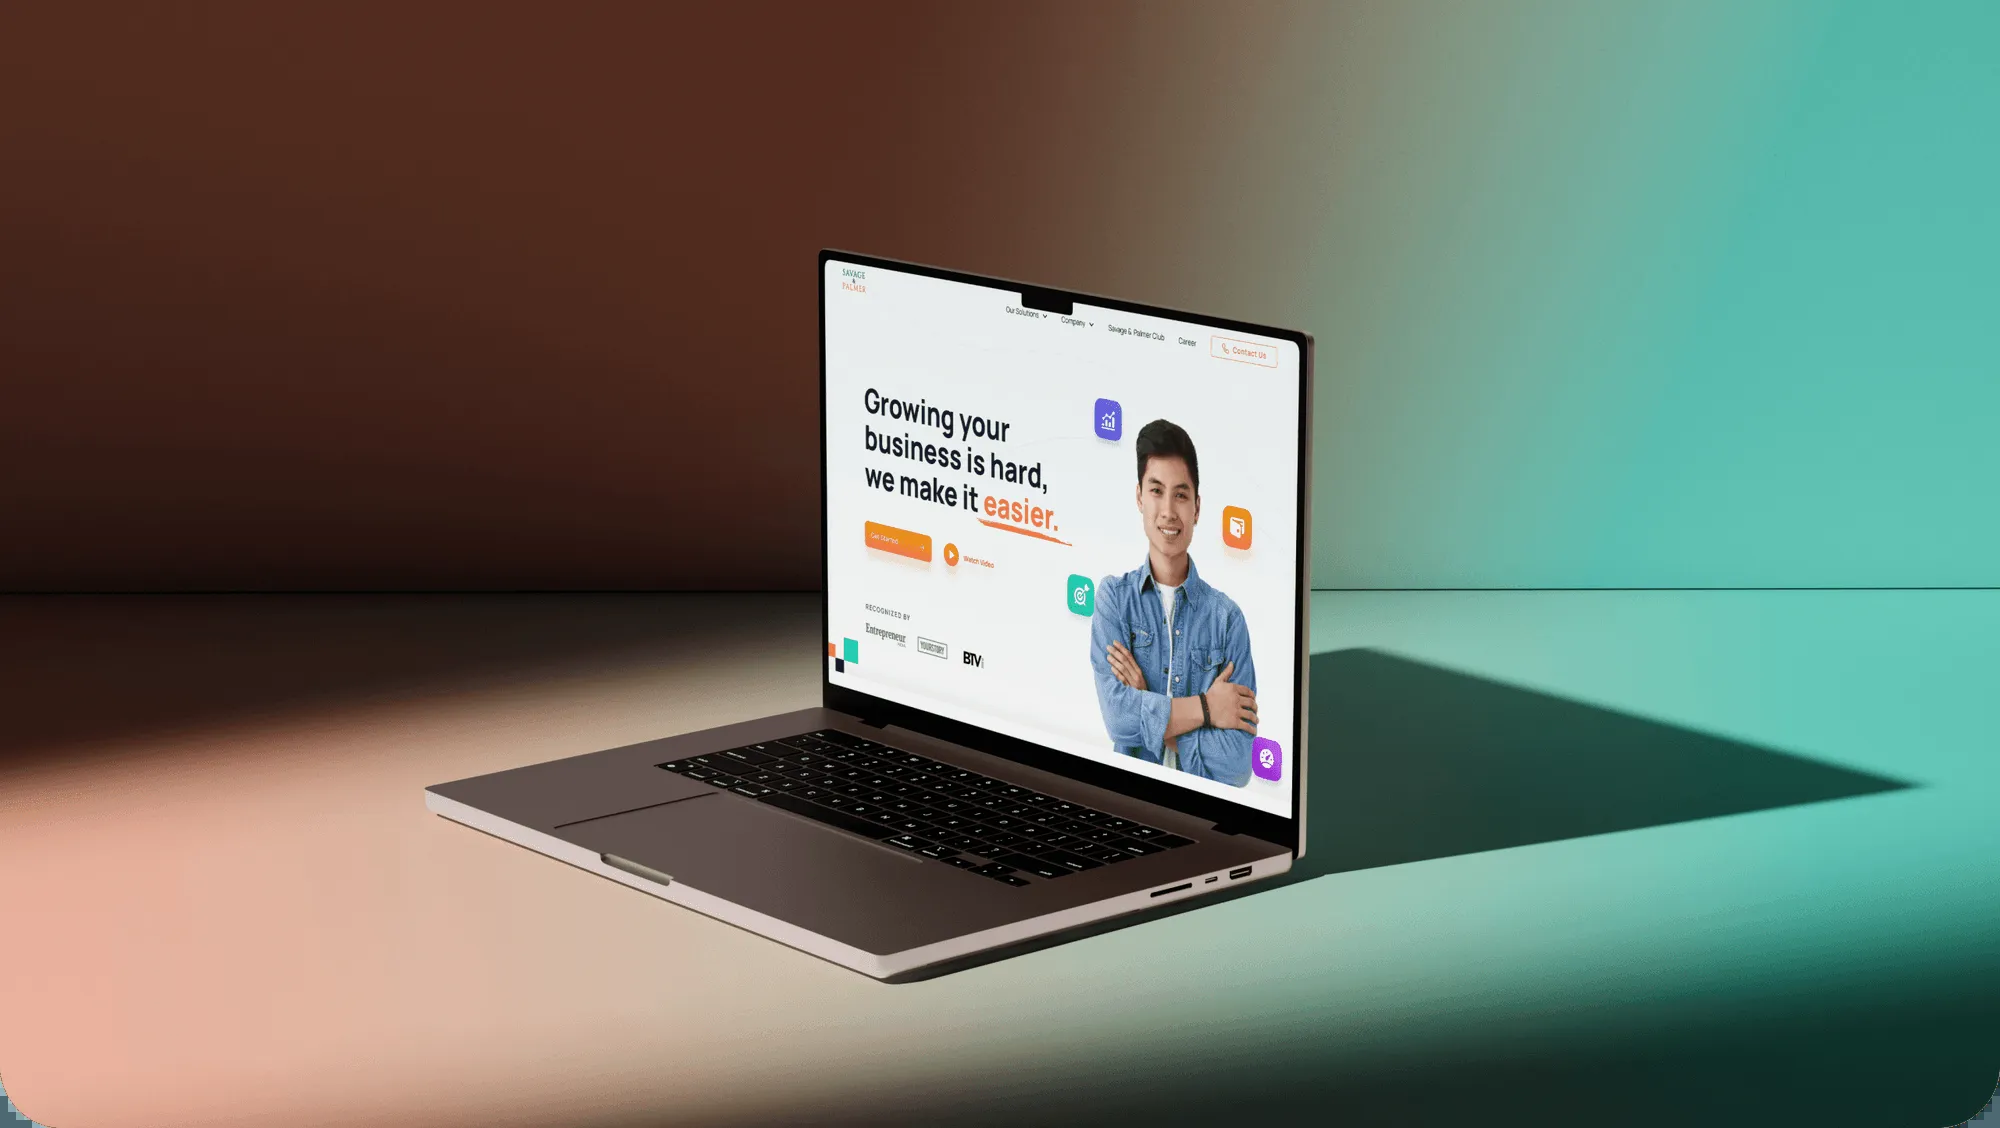 SAVAGE
&
PALMER
Our Solutions
Company
Savage & Palmer Club
Career
Contact Us
Growing your
business is hard,
we make it easier.
Get Started
Watch Video
RECOGNIZED BY
Entrepreneur
YOURSTORY
BTVi